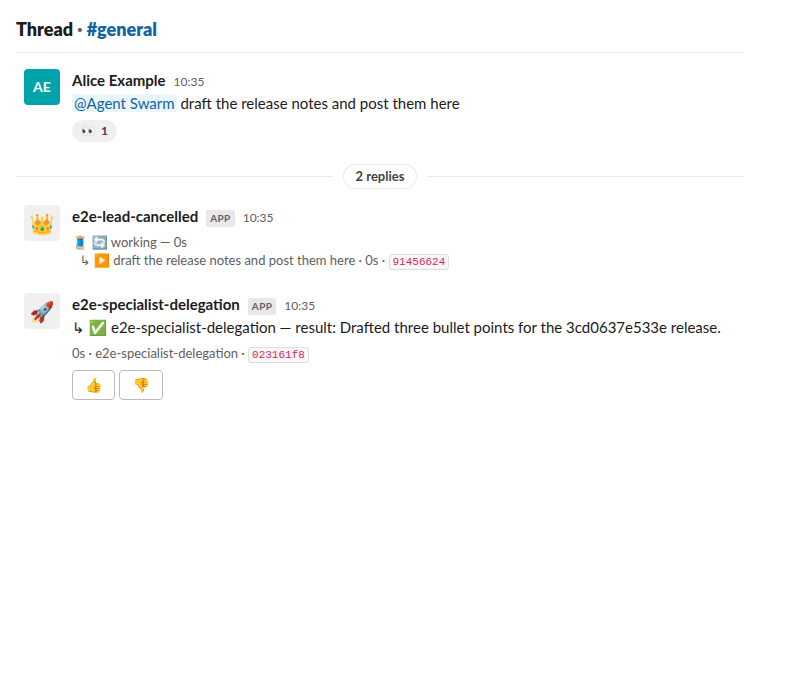 Thread • #general
AE
Alice Example 10:35
@Agent Swarm draft the release notes and post them here
👀 1
2 replies
e2e-lead-cancelled APP 10:35
🧵 🔄 working — 0s
↳ ▶️ draft the release notes and post them here · 0s · 91456624
e2e-specialist-delegation APP 10:35
↳ ✅ e2e-specialist-delegation — result: Drafted three bullet points for the 3cd0637e533e release.
0s · e2e-specialist-delegation · 023161f8
👍 👎